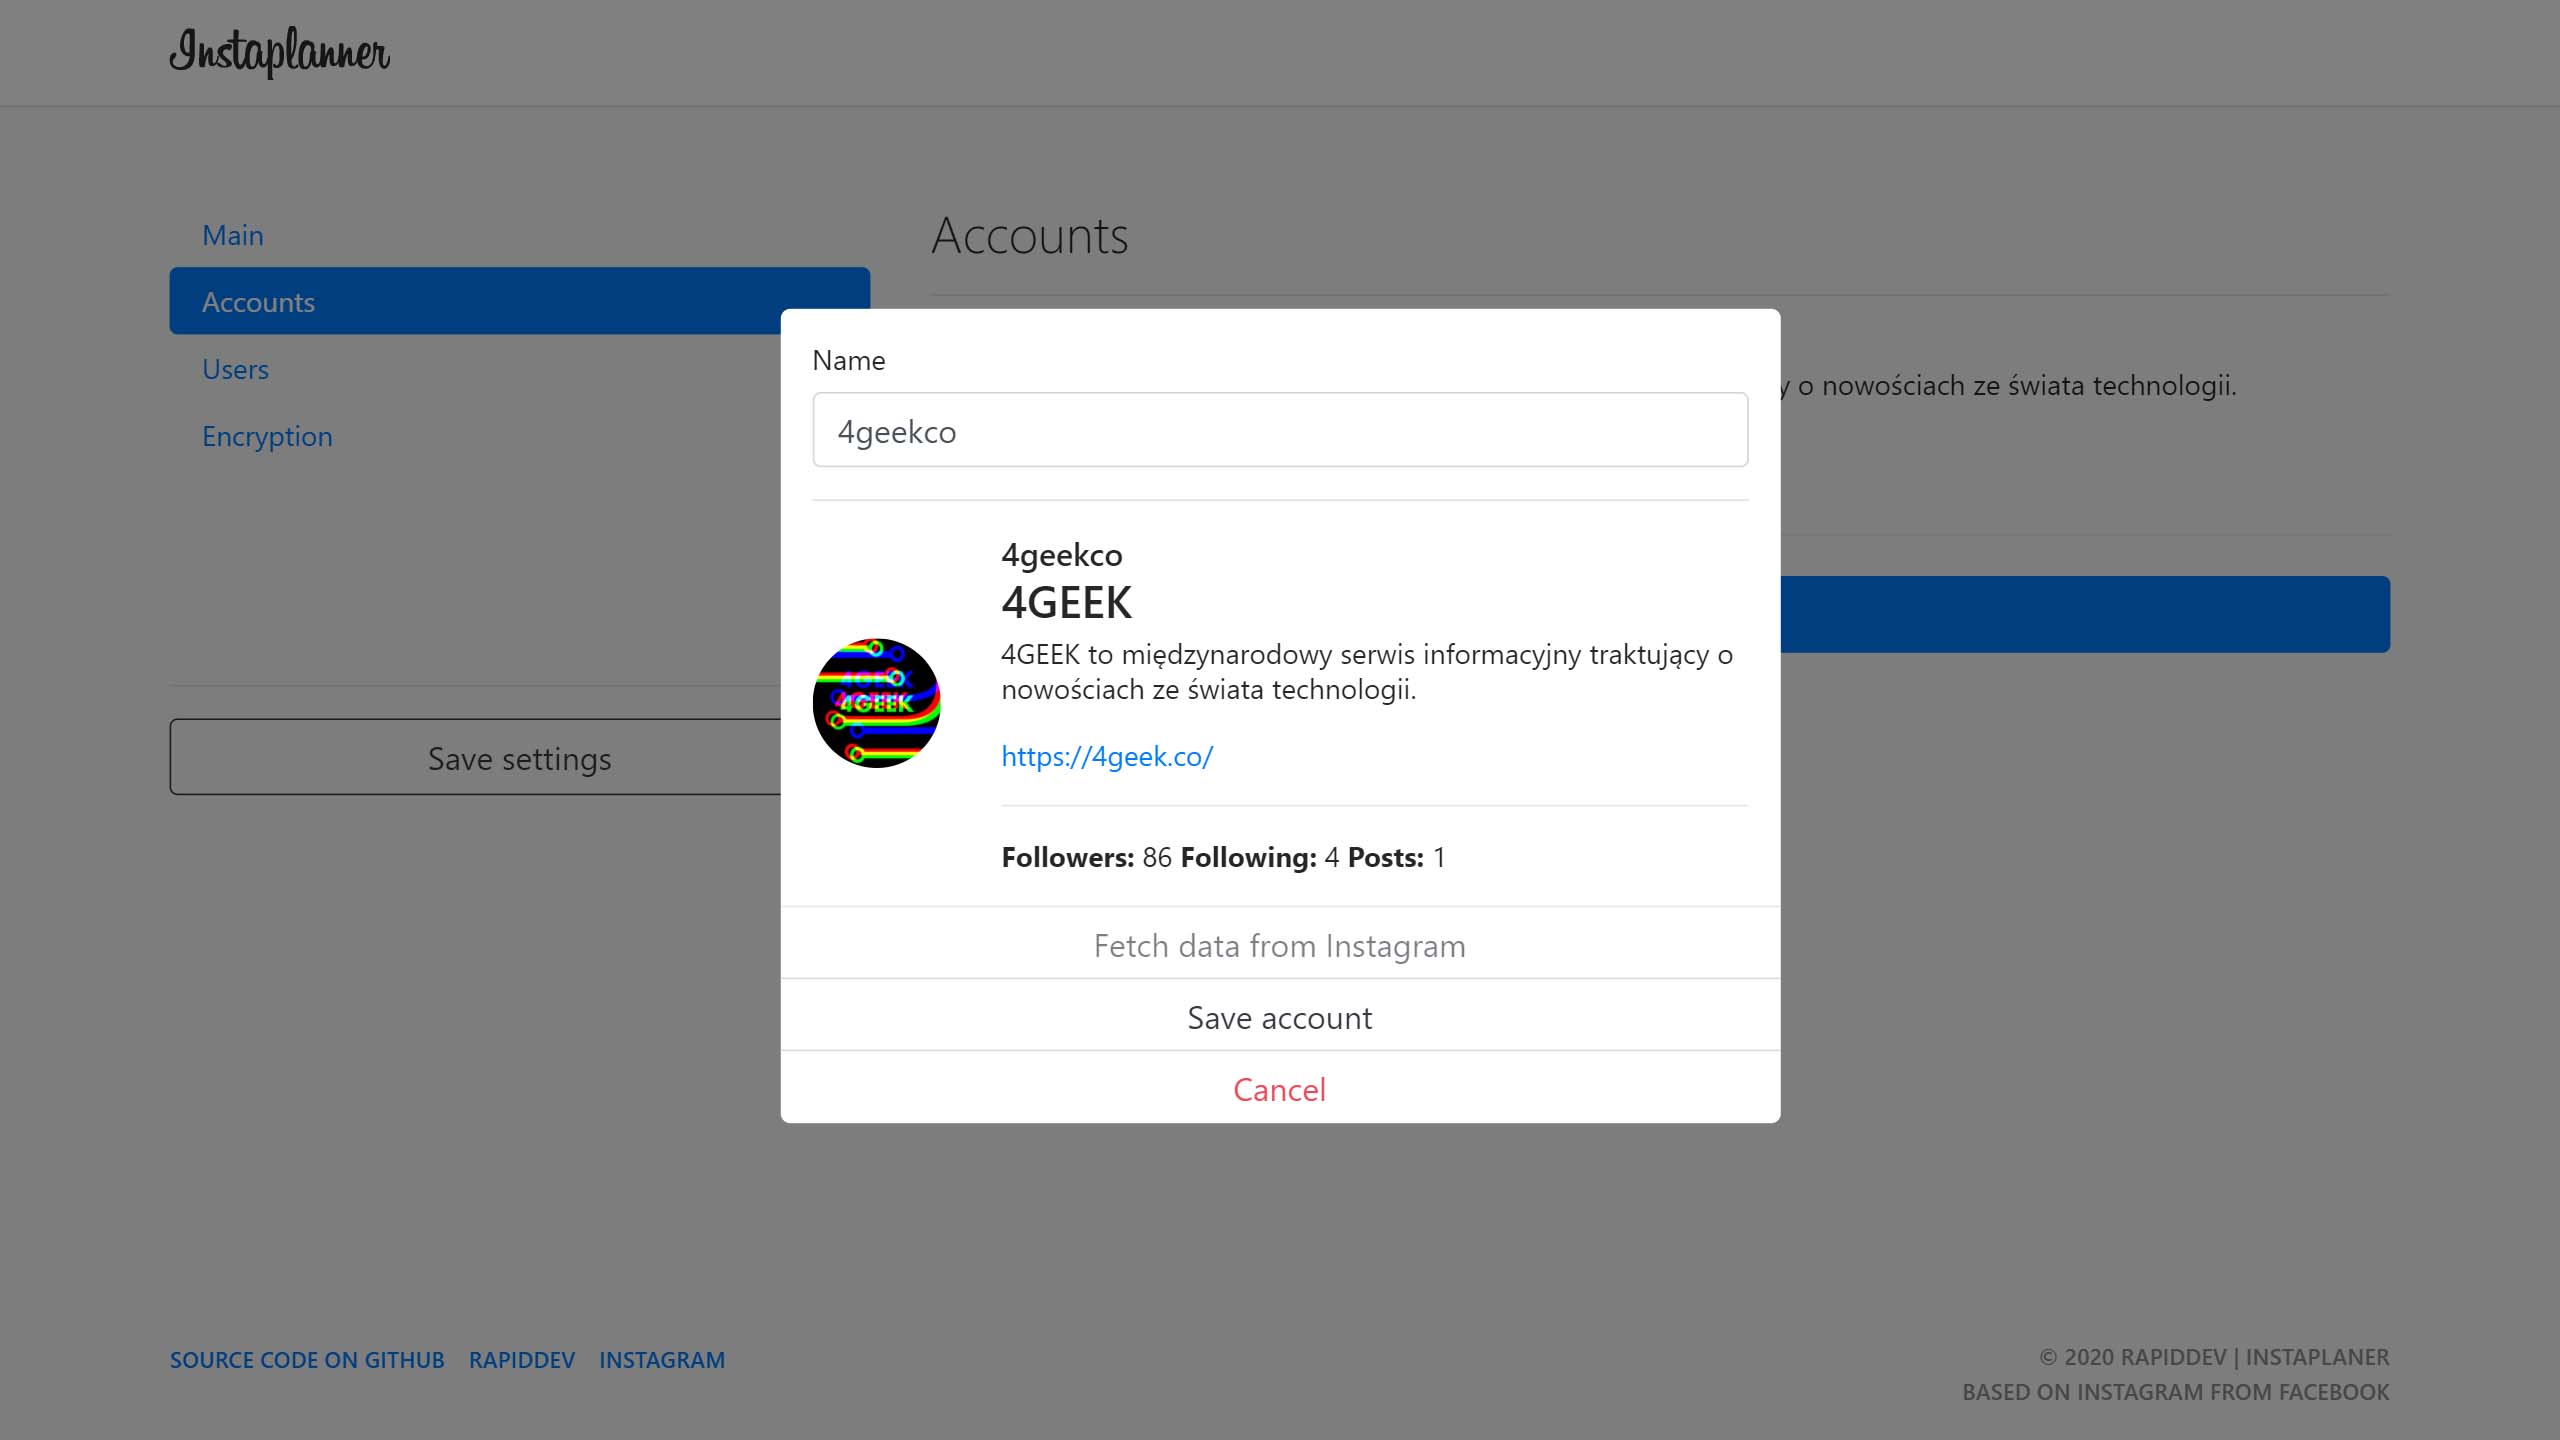 Instaplanner
Main
Accounts
Users
Encryption
Save settings
Accounts
y o nowościach ze świata technologii.
Name
4geekco
4geekco
4GEEK
4GEEK to międzynarodowy serwis informacyjny traktujący o
nowościach ze świata technologii.
https://4geek.co/
4GEEK
4GEEK
Followers: 86 Following: 4 Posts: 1
Fetch data from Instagram
Save account
Cancel
SOURCE CODE ON GITHUB RAPIDDEV INSTAGRAM
© 2020 RAPIDDEV | INSTAPLANER
BASED ON INSTAGRAM FROM FACEBOOK